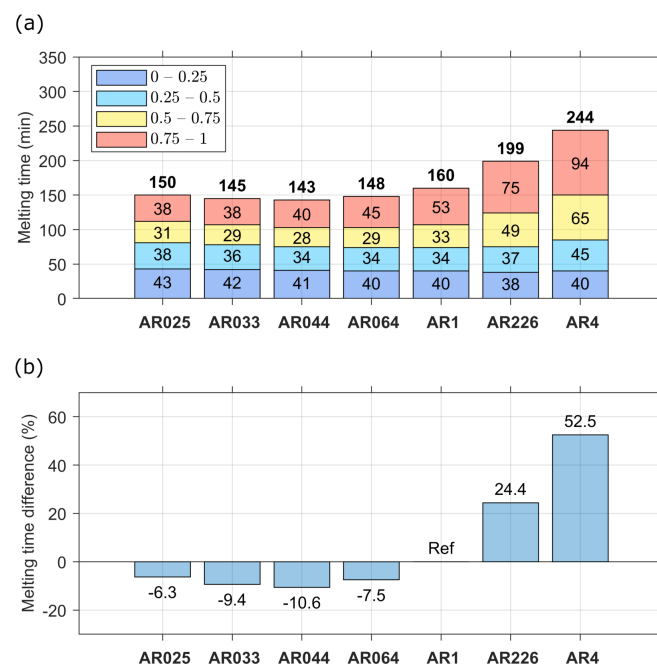 (a)
350
300
250
200
150
100
50
0
Melting time (min)
0 – 0.25
0.25 – 0.5
0.5 – 0.75
0.75 – 1
150 145 143 148 160 199 244
38 38 40 45 53 75 94
31 29 28 29 33 49 65
38 36 34 34 34 37 45
43 42 41 40 40 38 40
AR025 AR033 AR044 AR064 AR1 AR226 AR4
(b)
60
40
20
0
-20
Melting time difference (%)
-6.3 -9.4 -10.6 -7.5 Ref 24.4 52.5
AR025 AR033 AR044 AR064 AR1 AR226 AR4